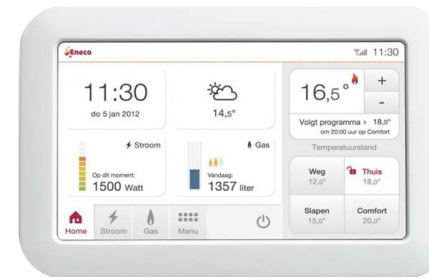 Eneco
11:30
11:30
do 5 jan 2012
14,5°
16,5°
+
-
Volgt programma 18,0°
om 20:00 uur op Comfort
Stroom
Op dit moment:
1500 Watt
Gas
Vandaag:
1357 liter
Temperatuurstand
Weg
12,0°
Thuis
18,0°
Slapen
15,0°
Comfort
20,0°
Home
Stroom
Gas
Menu